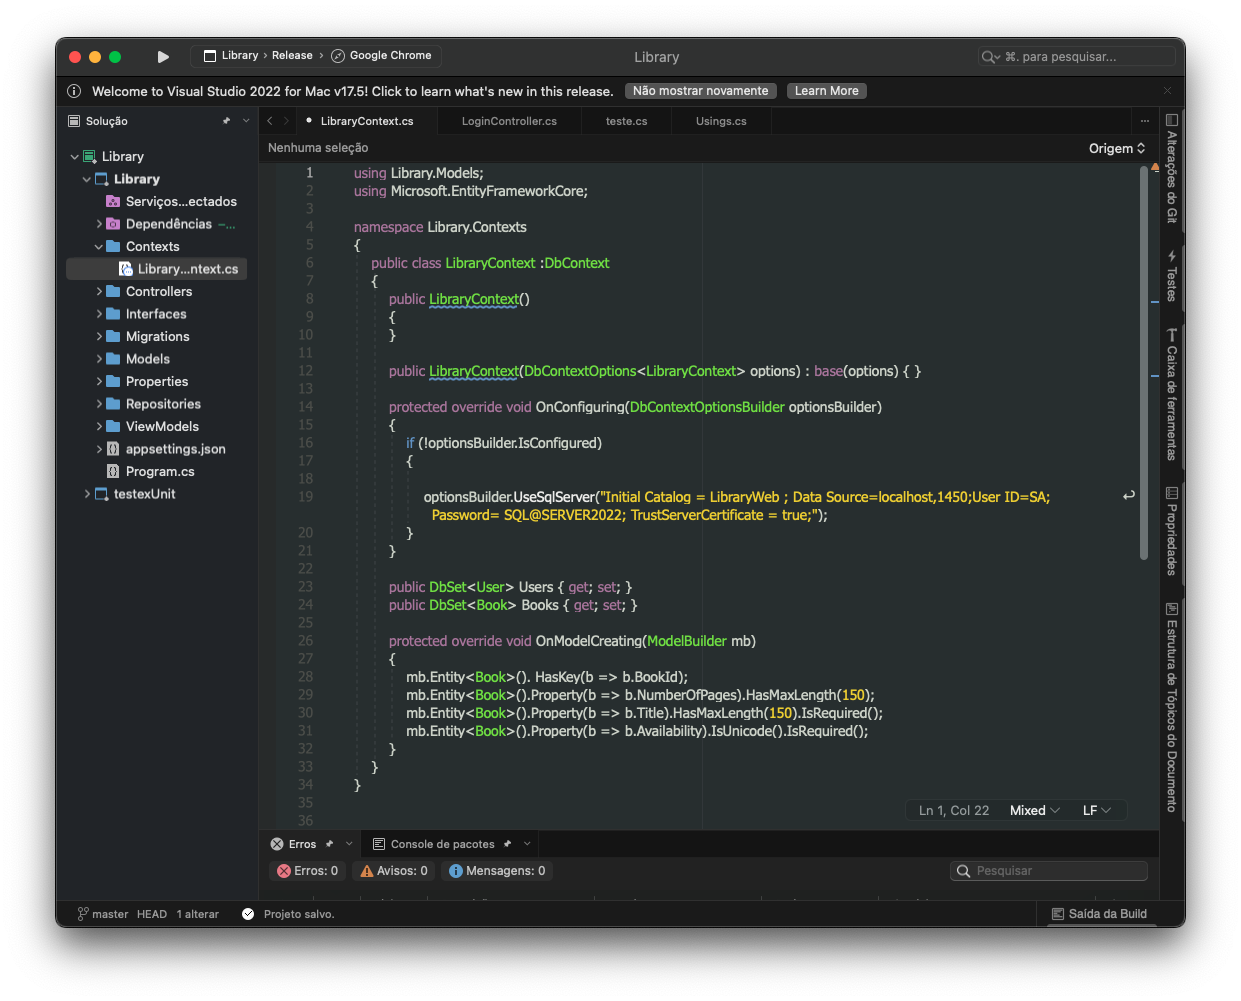 Library › Release › Google Chrome
Library
⌘. para pesquisar...
Welcome to Visual Studio 2022 for Mac v17.5! Click to learn what's new in this release.
Não mostrar novamente
Learn More
Solução
LibraryContext.cs
LoginController.cs
teste.cs
Usings.cs
...
Nenhuma seleção
Origem
Library
Library
Serviços...ectados
Dependências –...
Contexts
Library...ntext.cs
Controllers
Interfaces
Migrations
Models
Properties
Repositories
ViewModels
appsettings.json
Program.cs
testexUnit
1 using Library.Models;
2 using Microsoft.EntityFrameworkCore;
3
4 namespace Library.Contexts
5 {
6 public class LibraryContext :DbContext
7 {
8 public LibraryContext()
9 {
10 }
11
12 public LibraryContext(DbContextOptions<LibraryContext> options) : base(options) { }
13
14 protected override void OnConfiguring(DbContextOptionsBuilder optionsBuilder)
15 {
16 if (!optionsBuilder.IsConfigured)
17 {
18
19 optionsBuilder.UseSqlServer("Initial Catalog = LibraryWeb ; Data Source=localhost,1450;User ID=SA;
Password= SQL@SERVER2022; TrustServerCertificate = true;");
20 }
21 }
22
23 public DbSet<User> Users { get; set; }
24 public DbSet<Book> Books { get; set; }
25
26 protected override void OnModelCreating(ModelBuilder mb)
27 {
28 mb.Entity<Book>(). HasKey(b => b.BookId);
29 mb.Entity<Book>().Property(b => b.NumberOfPages).HasMaxLength(150);
30 mb.Entity<Book>().Property(b => b.Title).HasMaxLength(150).IsRequired();
31 mb.Entity<Book>().Property(b => b.Availability).IsUnicode().IsRequired();
32 }
33 }
34 }
35
36
Ln 1, Col 22 Mixed LF
Alterações do Git
Testes
Caixa de ferramentas
Propriedades
Estrutura de Tópicos do Documento
Erros
Console de pacotes
Erros: 0
Avisos: 0
Mensagens: 0
Pesquisar
master HEAD 1 alterar
Projeto salvo.
Saída da Build